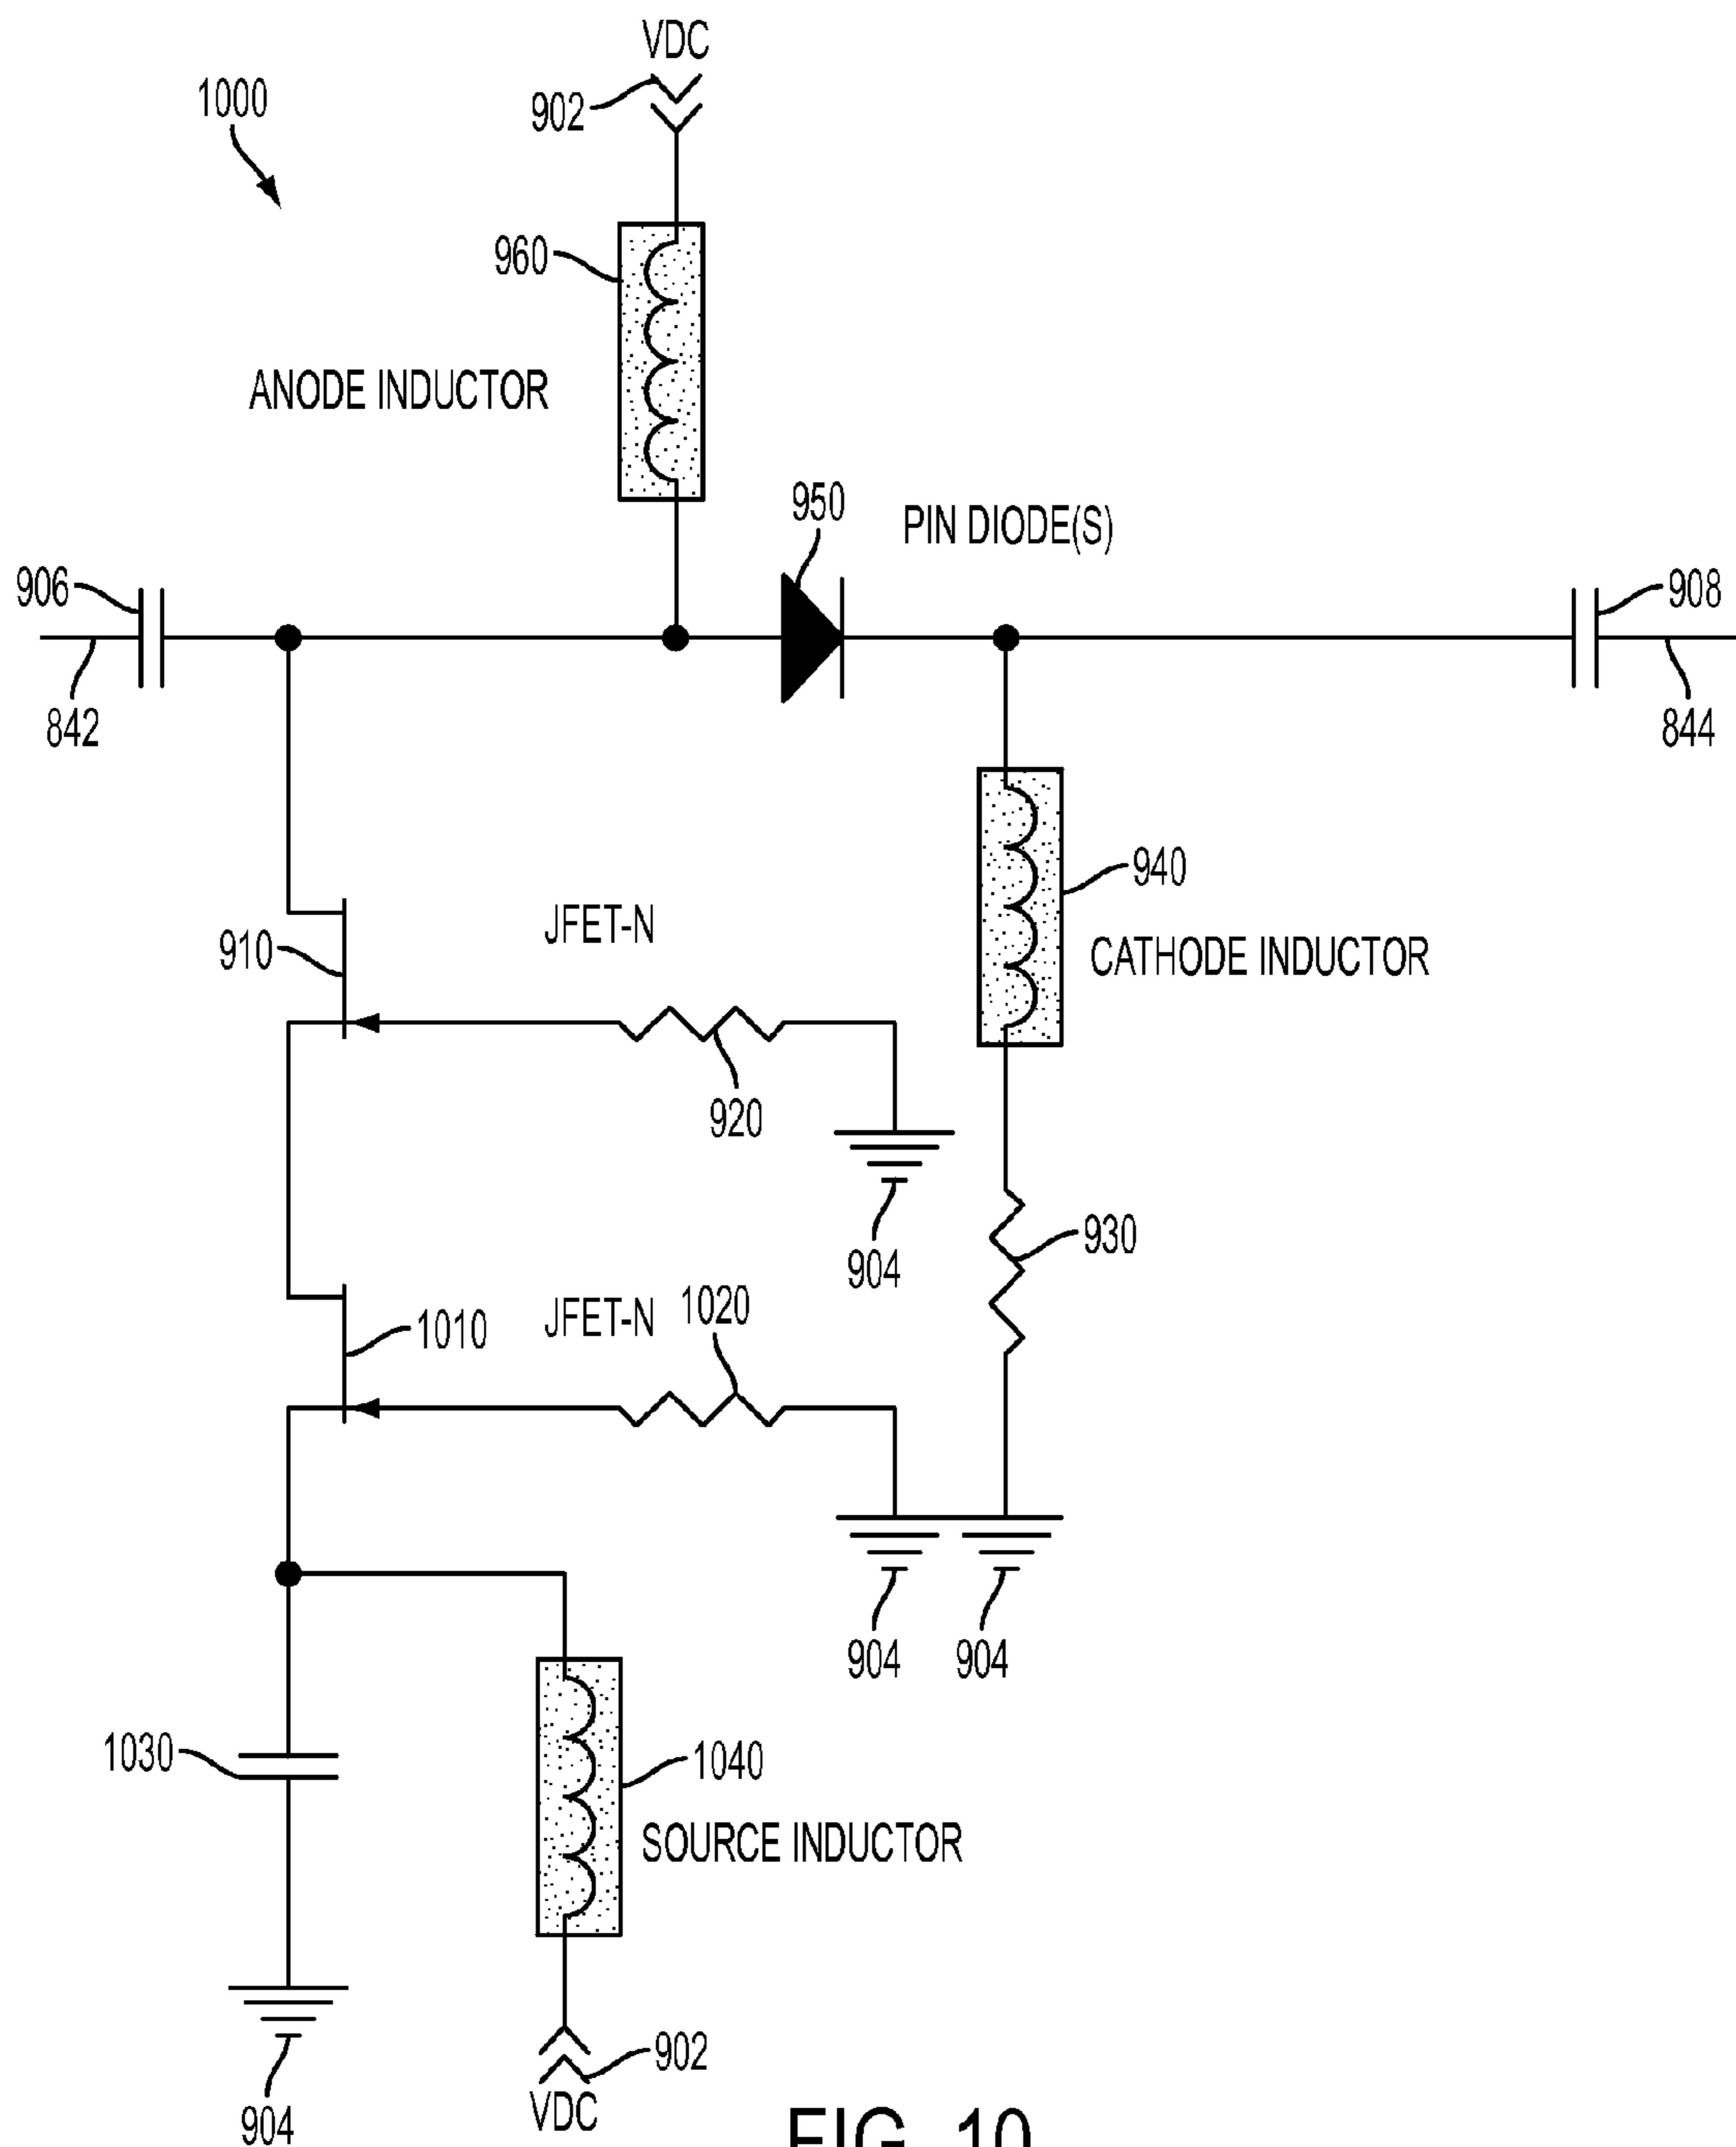 VDC
1000
902
960
ANODE INDUCTOR
950
PIN DIODE(S)
906
908
842
844
940
JFET-N
910
CATHODE INDUCTOR
920
930
904
1020
JFET-N
1010
904
904
1030
1040
SOURCE INDUCTOR
902
VDC
904
FIG. 10